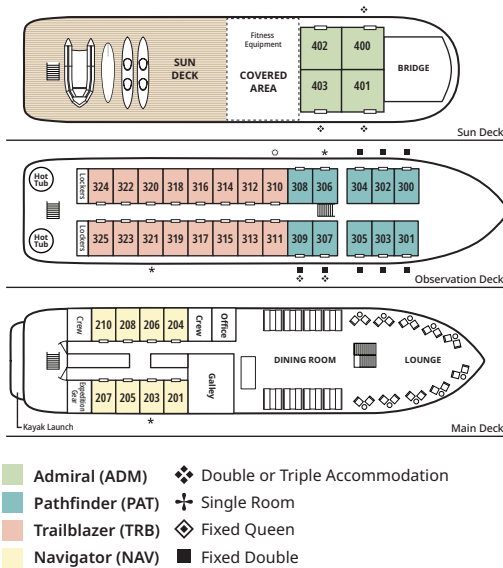 Fitness
Equipment
SUN
DECK
COVERED
AREA
402 400
403 401
BRIDGE
Sun Deck
Hot
Tub
Lockers 324 322 320 318 316 314 312 310 308 306 304 302 300
Hot
Tub
Lockers 325 323 321 319 317 315 313 311 309 307 305 303 301
*
*
Observation Deck
Crew 210 208 206 204 Crew Office
DINING ROOM LOUNGE
Expedition
Gear
207 205 203 201 Galley
*
Kayak Launch
Main Deck
Admiral (ADM) Double or Triple Accommodation
Pathfinder (PAT) Single Room
Trailblazer (TRB) Fixed Queen
Navigator (NAV) Fixed Double